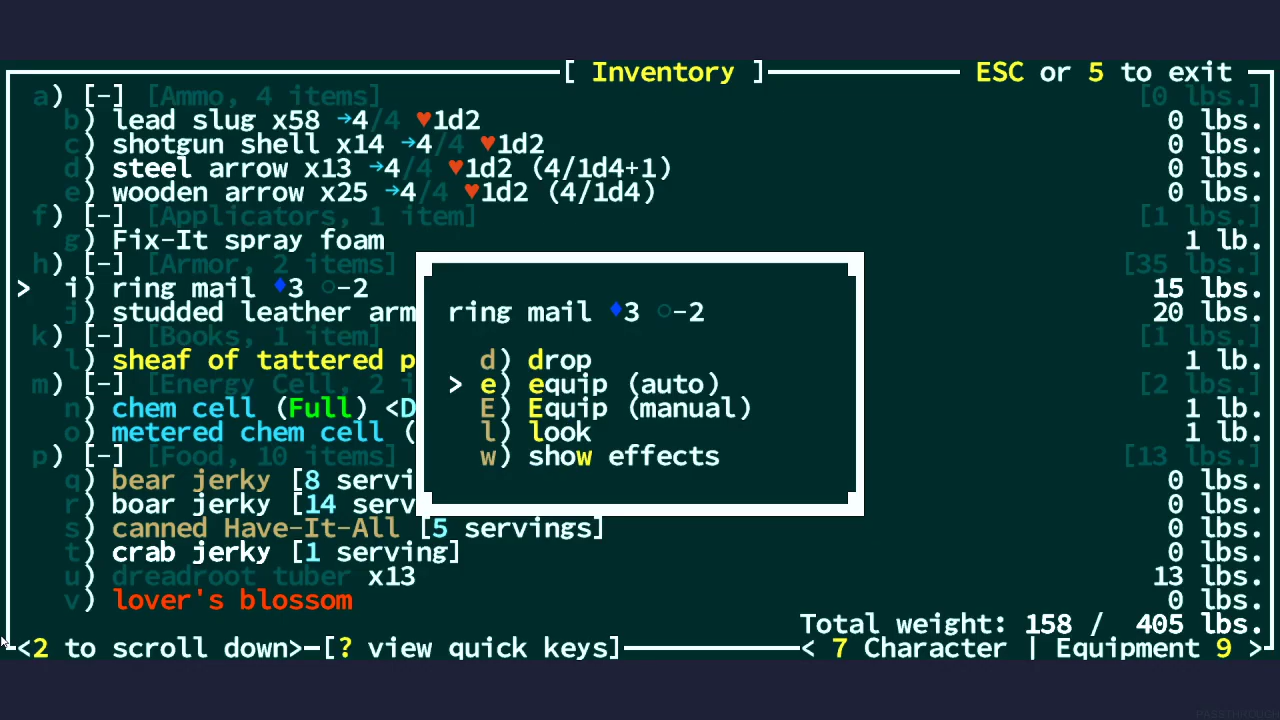 [ Inventory ] ESC or 5 to exit
a) [-] [Ammo, 4 items] [0 lbs.]
b) lead slug x58 →4/4 ♥1d2 0 lbs.
c) shotgun shell x14 →4/4 ♥1d2 0 lbs.
d) steel arrow x13 →4/4 ♥1d2 (4/1d4+1) 0 lbs.
e) wooden arrow x25 →4/4 ♥1d2 (4/1d4) 0 lbs.
f) [-] [Applicators, 1 item] [1 lbs.]
g) Fix-It spray foam 1 lb.
h) [-] [Armor, 2 items] [35 lbs.]
> i) ring mail ♦3 ○-2 15 lbs.
j) studded leather arm 20 lbs.
k) [-] [Books, 1 item] [1 lbs.]
l) sheaf of tattered p 1 lb.
m) [-] [Energy Cell, 2 i [2 lbs.]
n) chem cell (Full) <D 1 lb.
o) metered chem cell ( 1 lb.
p) [-] [Food, 10 items] [13 lbs.]
q) bear jerky [8 servi 0 lbs.
r) boar jerky [14 serv 0 lbs.
s) canned Have-It-All [5 servings] 0 lbs.
t) crab jerky [1 serving] 0 lbs.
u) dreadroot tuber x13 13 lbs.
v) lover's blossom 0 lbs.
ring mail ♦3 ○-2
d) drop
> e) equip (auto)
E) Equip (manual)
l) look
w) show effects
Total weight: 158 / 405 lbs.
<2 to scroll down> [? view quick keys] < 7 Character | Equipment 9 >